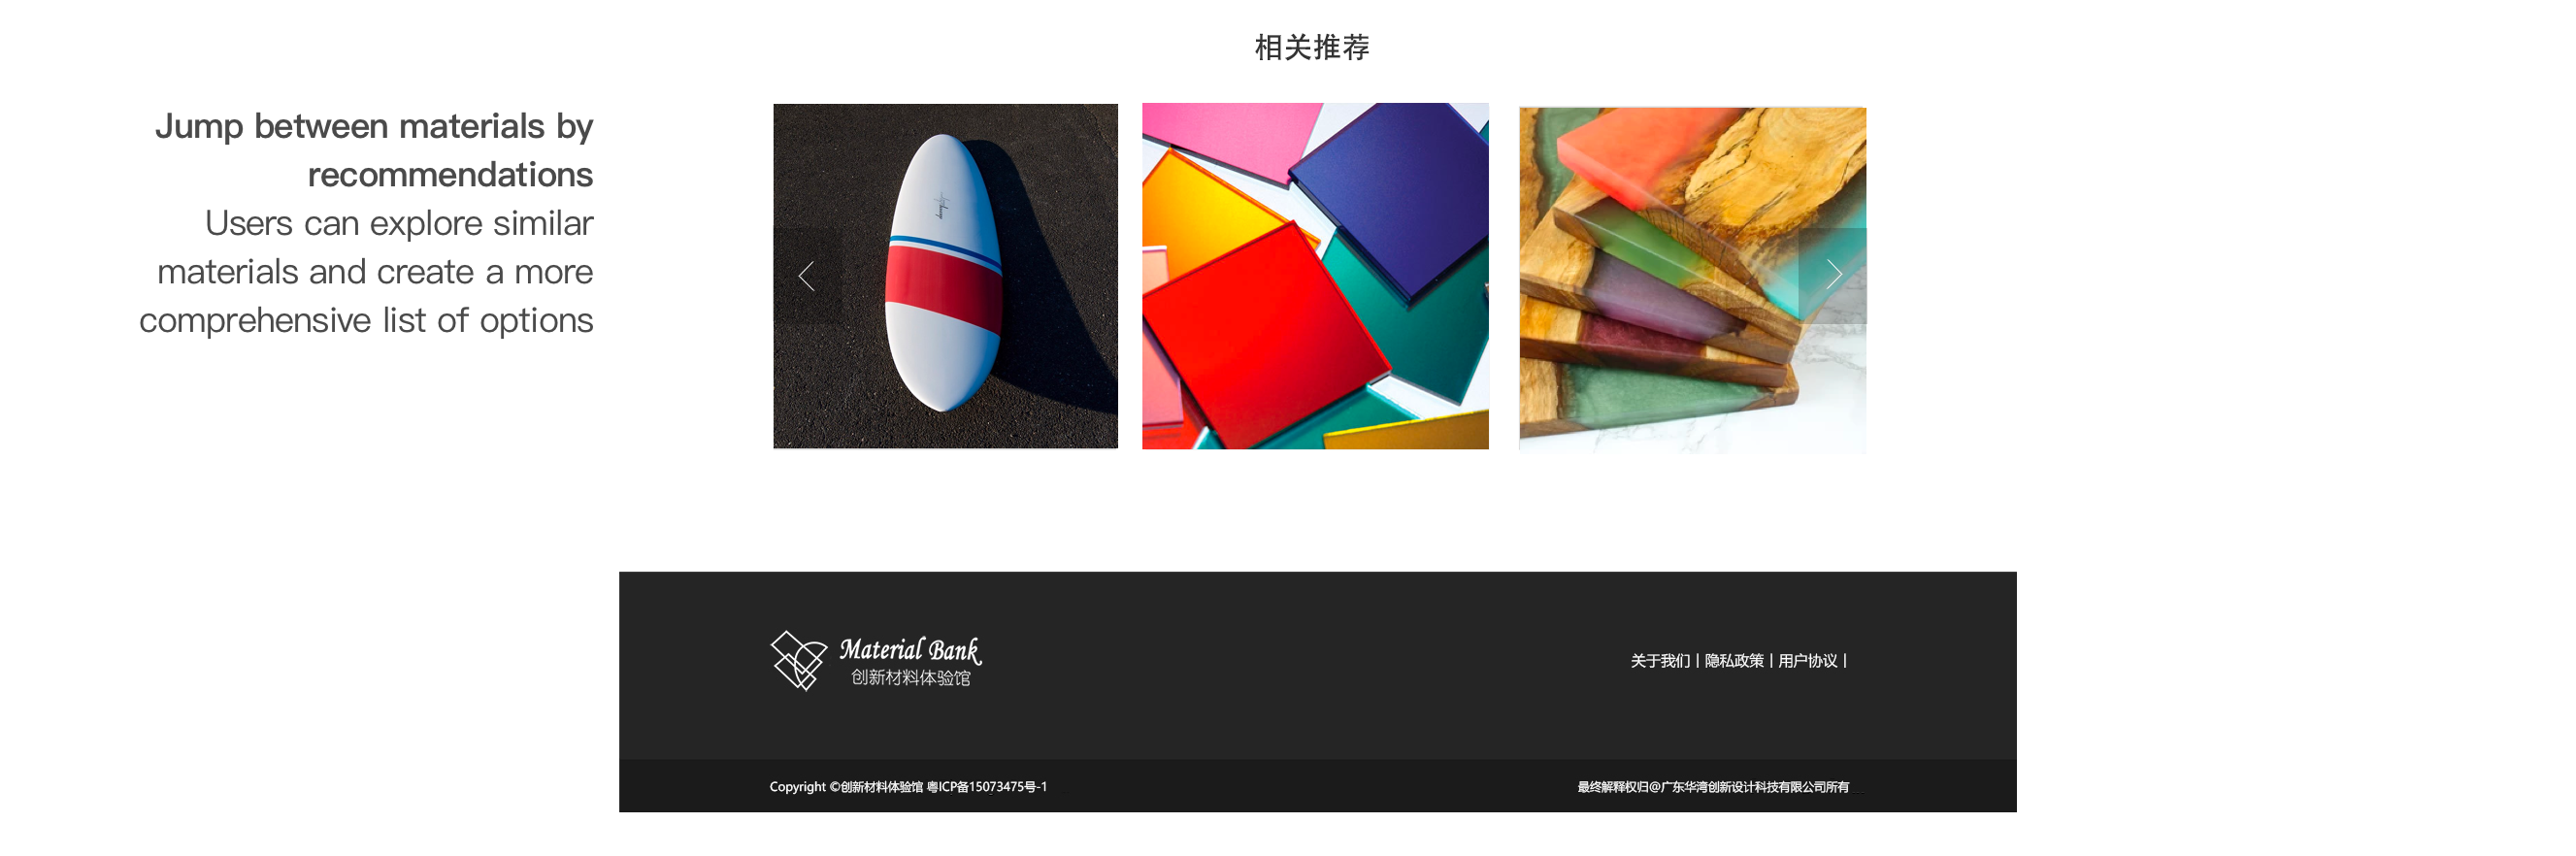 相关推荐
Jump between materials by
recommendations
Users can explore similar
materials and create a more
comprehensive list of options
Material Bank
创新材料体验馆
关于我们 | 隐私政策 | 用户协议 |
Copyright ©创新材料体验馆 粤ICP备15073475号-1
最终解释权归@广东华湾创新设计科技有限公司所有